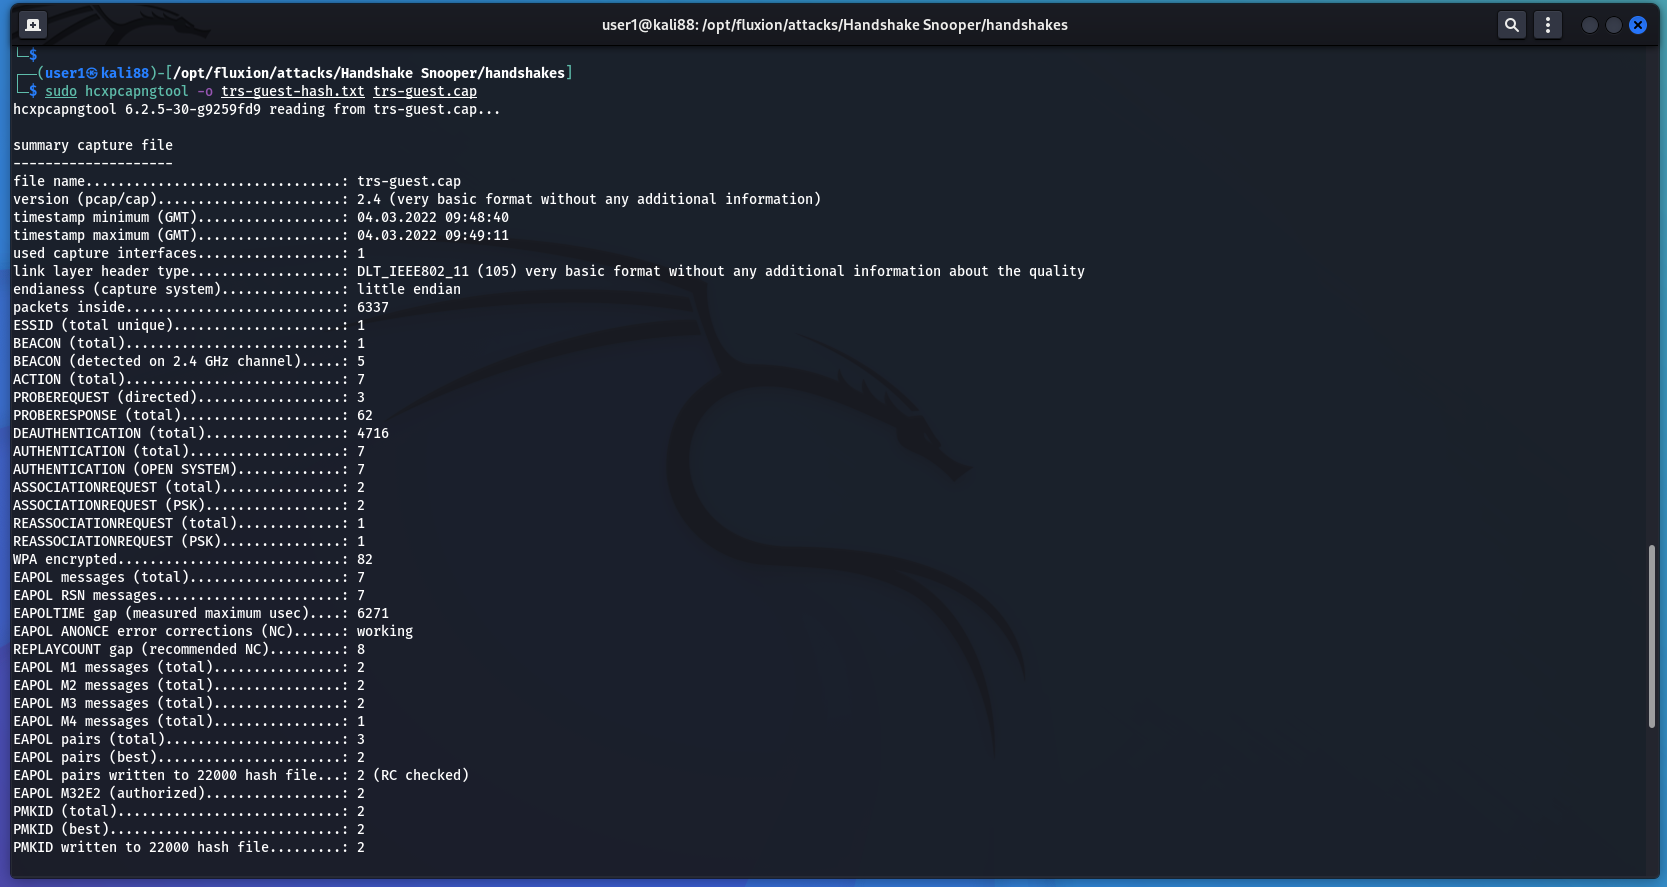 user1@kali88: /opt/fluxion/attacks/Handshake Snooper/handshakes
└─$
┌──(user1㉿kali88)-[/opt/fluxion/attacks/Handshake Snooper/handshakes]
└─$ sudo hcxpcapngtool -o trs-guest-hash.txt trs-guest.cap
hcxpcapngtool 6.2.5-30-g9259fd9 reading from trs-guest.cap...
summary capture file
--------------------
file name................................: trs-guest.cap
version (pcap/cap).......................: 2.4 (very basic format without any additional information)
timestamp minimum (GMT)..................: 04.03.2022 09:48:40
timestamp maximum (GMT)..................: 04.03.2022 09:49:11
used capture interfaces..................: 1
link layer header type...................: DLT_IEEE802_11 (105) very basic format without any additional information about the quality
endianess (capture system)...............: little endian
packets inside...........................: 6337
ESSID (total unique).....................: 1
BEACON (total)...........................: 1
BEACON (detected on 2.4 GHz channel).....: 5
ACTION (total)...........................: 7
PROBEREQUEST (directed)..................: 3
PROBERESPONSE (total)....................: 62
DEAUTHENTICATION (total).................: 4716
AUTHENTICATION (total)...................: 7
AUTHENTICATION (OPEN SYSTEM).............: 7
ASSOCIATIONREQUEST (total)...............: 2
ASSOCIATIONREQUEST (PSK).................: 2
REASSOCIATIONREQUEST (total).............: 1
REASSOCIATIONREQUEST (PSK)...............: 1
WPA encrypted............................: 82
EAPOL messages (total)...................: 7
EAPOL RSN messages.......................: 7
EAPOLTIME gap (measured maximum usec)....: 6271
EAPOL ANONCE error corrections (NC)......: working
REPLAYCOUNT gap (recommended NC).........: 8
EAPOL M1 messages (total)................: 2
EAPOL M2 messages (total)................: 2
EAPOL M3 messages (total)................: 2
EAPOL M4 messages (total)................: 1
EAPOL pairs (total)......................: 3
EAPOL pairs (best).......................: 2
EAPOL pairs written to 22000 hash file...: 2 (RC checked)
EAPOL M32E2 (authorized).................: 2
PMKID (total)............................: 2
PMKID (best).............................: 2
PMKID written to 22000 hash file.........: 2